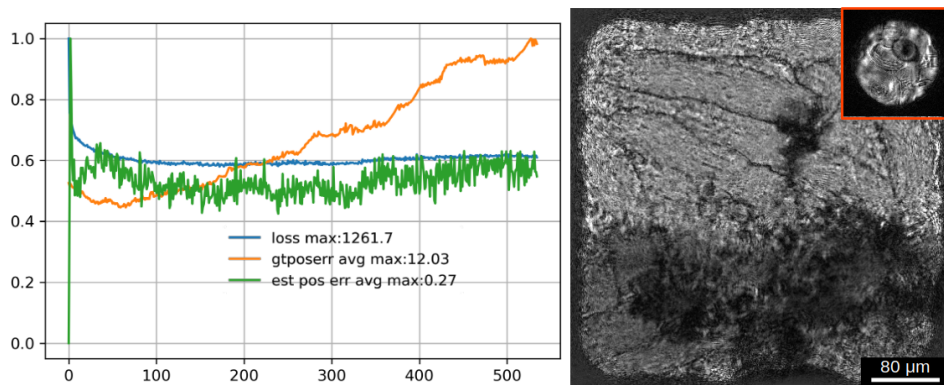 1.0
0.8
0.6
0.4
0.2
0.0
loss max:1261.7
gtposerr avg max:12.03
est pos err avg max:0.27
0 100 200 300 400 500
80 µm